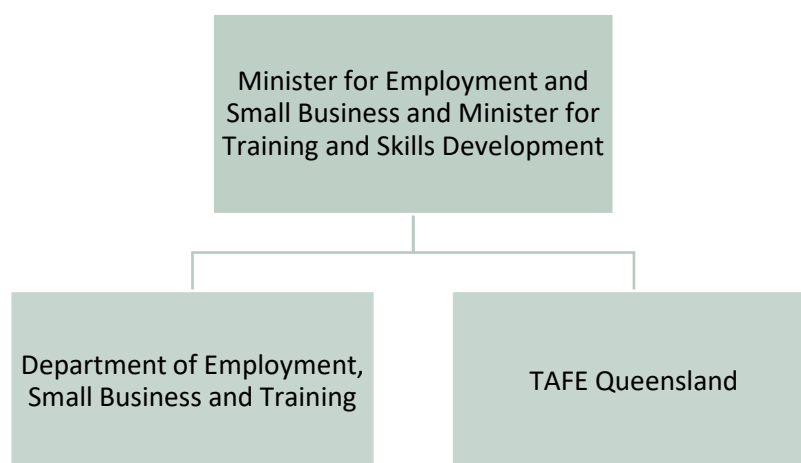 Minister for Employment and
Small Business and Minister for
Training and Skills Development
Department of Employment,
Small Business and Training
TAFE Queensland